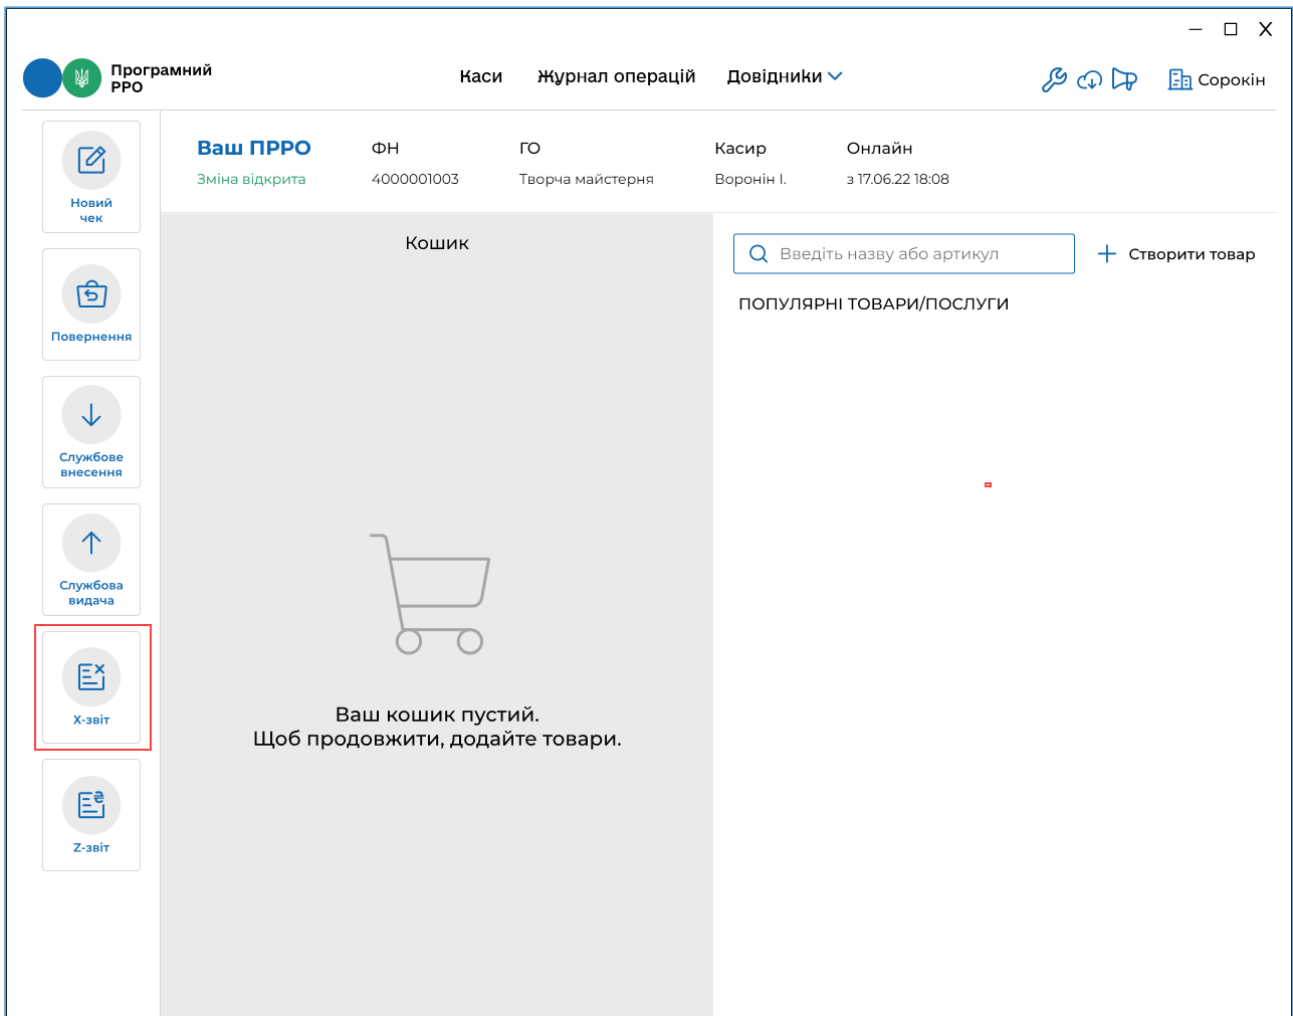 Програмний
РРО
Каси
Журнал операцій
Довідники
Сорокін
Новий
чек
Повернення
Службове
внесення
Службова
видача
X-звіт
Z-звіт
Ваш ПРРО
Зміна відкрита
ФН
4000001003
ГО
Творча майстерня
Касир
Воронін І.
Онлайн
з 17.06.22 18:08
Кошик
Ваш кошик пустий.
Щоб продовжити, додайте товари.
Введіть назву або артикул
Створити товар
ПОПУЛЯРНІ ТОВАРИ/ПОСЛУГИ